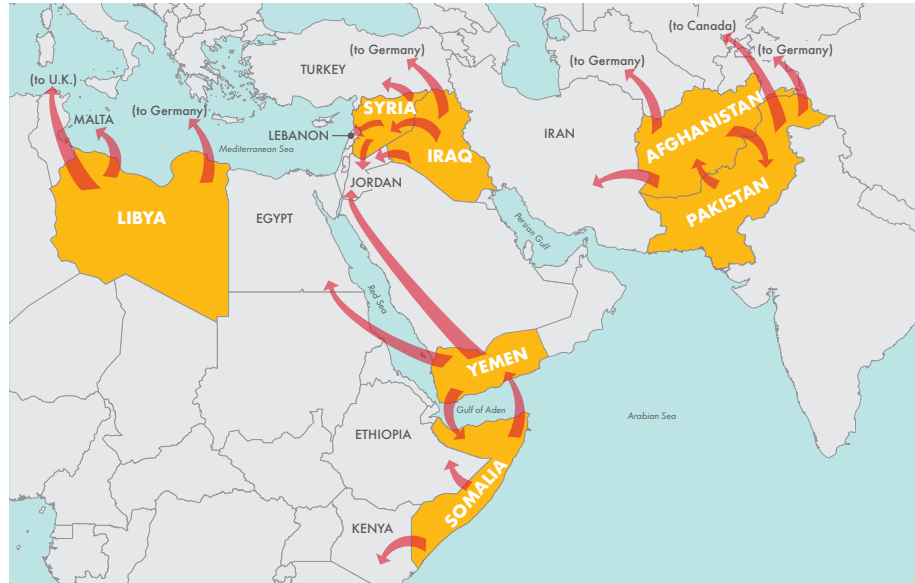 (to Canada)
(to Germany)
(to Germany)
(to Germany)
TURKEY
(to U.K.)
SYRIA
MALTA
(to Germany)
LEBANON
Mediterranean Sea
IRAN
AFGHANISTAN
IRAQ
JORDAN
PAKISTAN
LIBYA
EGYPT
Persian Gulf
Red Sea
YEMEN
Gulf of Aden
Arabian Sea
ETHIOPIA
SOMALIA
KENYA